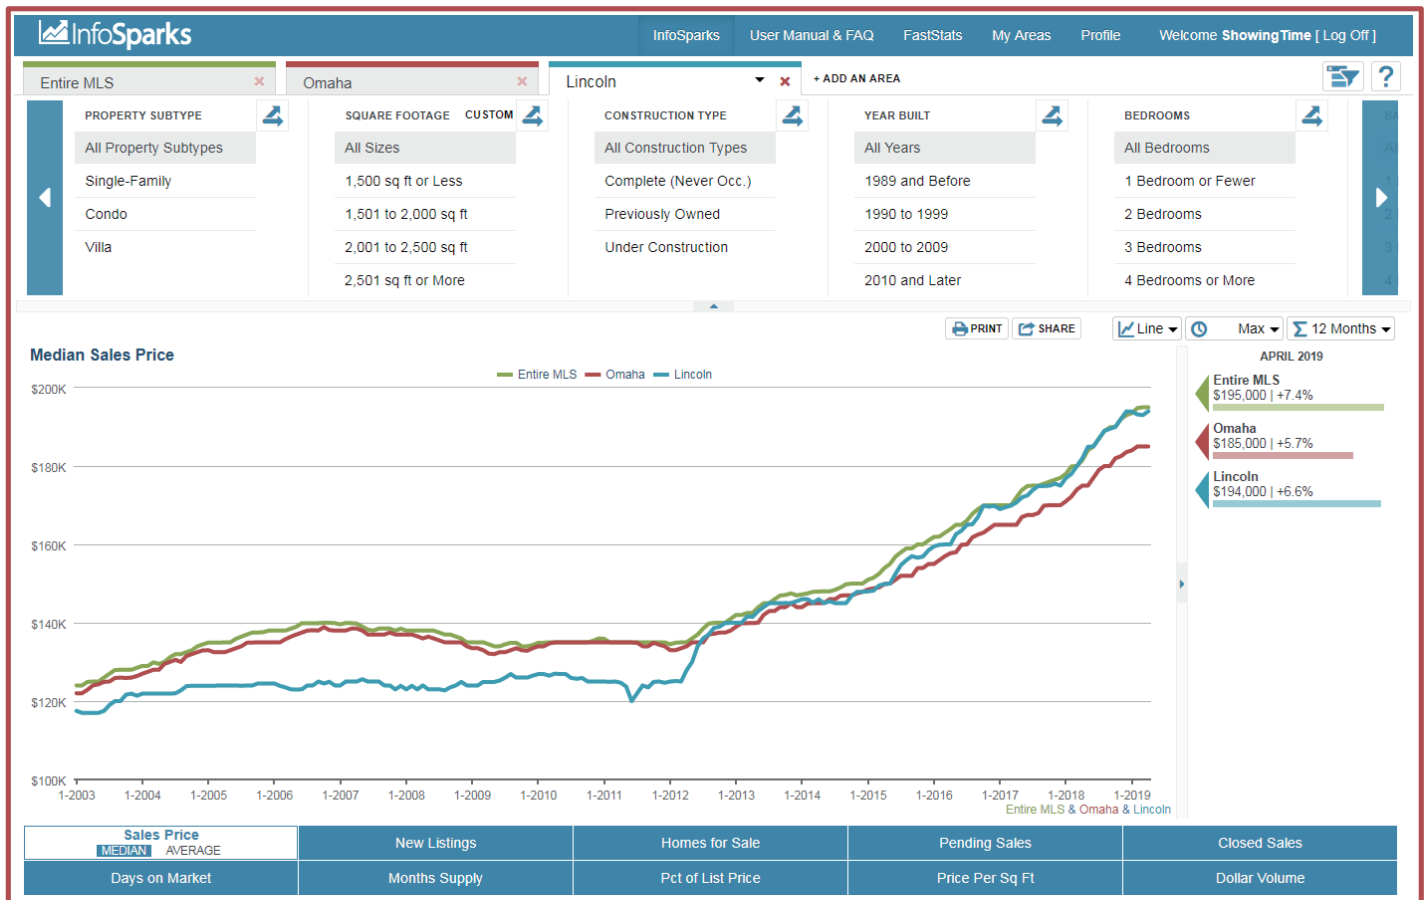 InfoSparks
InfoSparks User Manual & FAQ FastStats My Areas Profile Welcome ShowingTime [ Log Off ]
Entire MLS × Omaha × Lincoln × + ADD AN AREA ?
PROPERTY SUBTYPE SQUARE FOOTAGE CUSTOM CONSTRUCTION TYPE YEAR BUILT BEDROOMS BA
All Property Subtypes All Sizes All Construction Types All Years All Bedrooms Al
Single-Family 1,500 sq ft or Less Complete (Never Occ.) 1989 and Before 1 Bedroom or Fewer
Condo 1,501 to 2,000 sq ft Previously Owned 1990 to 1999 2 Bedrooms
Villa 2,001 to 2,500 sq ft Under Construction 2000 to 2009 3 Bedrooms
2,501 sq ft or More 2010 and Later 4 Bedrooms or More
PRINT SHARE Line Max 12 Months
Median Sales Price APRIL 2019
Entire MLS Omaha Lincoln
Entire MLS
$195,000 | +7.4%
Omaha
$185,000 | +5.7%
Lincoln
$194,000 | +6.6%
$200K
$180K
$160K
$140K
$120K
$100K
1-2003 1-2004 1-2005 1-2006 1-2007 1-2008 1-2009 1-2010 1-2011 1-2012 1-2013 1-2014 1-2015 1-2016 1-2017 1-2018 1-2019
Entire MLS & Omaha & Lincoln
Sales Price New Listings Homes for Sale Pending Sales Closed Sales
MEDIAN AVERAGE
Days on Market Months Supply Pct of List Price Price Per Sq Ft Dollar Volume